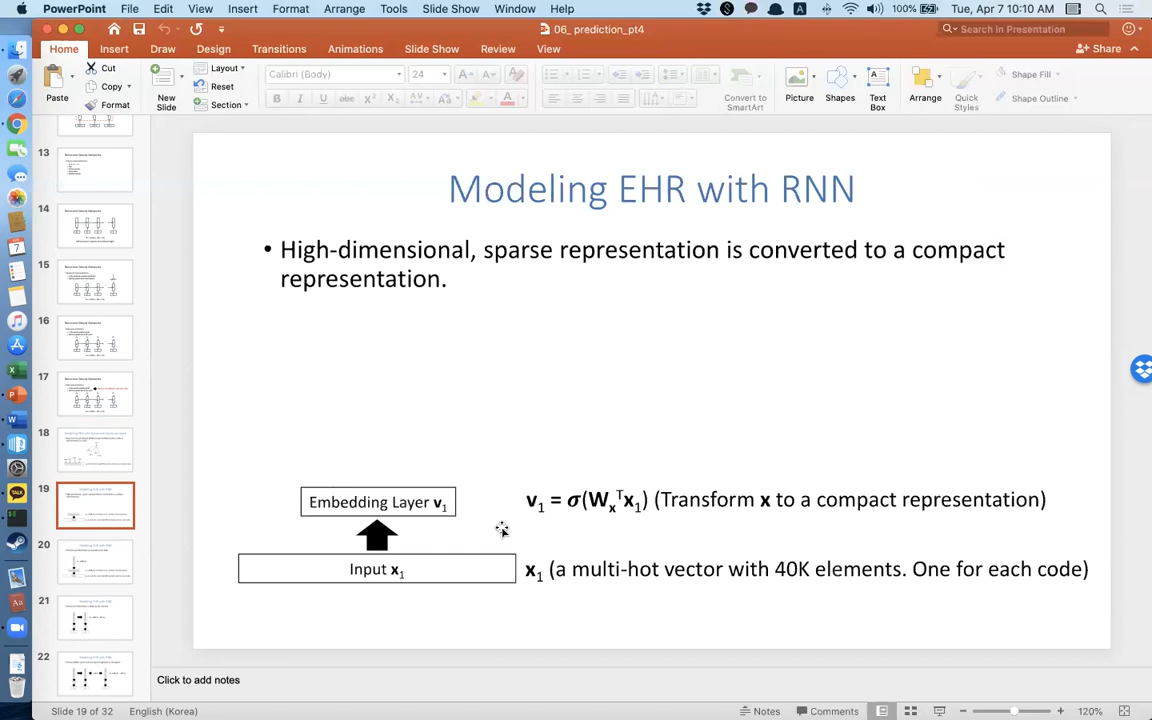 PowerPoint File Edit View Insert Format Arrange Tools Slide Show Window Help 100% Tue, Apr 7 10:10 AM
06_ prediction_pt4
Search in Presentation
Home Insert Draw Design Transitions Animations Slide Show Review View
Share
Paste
Cut
Copy
Format
New Slide
Layout
Reset
Section
Calibri (Body) 24
Convert to SmartArt
Picture
Shapes
Text Box
Arrange
Quick Styles
Shape Fill
Shape Outline
13
14
15
16
17
18
19
20
21
22
Modeling EHR with RNN
• High-dimensional, sparse representation is converted to a compact
representation.
Embedding Layer v₁
v₁ = σ(Wₓᵀx₁) (Transform x to a compact representation)
Input x₁
x₁ (a multi-hot vector with 40K elements. One for each code)
Click to add notes
Slide 19 of 32 English (Korea) Notes Comments 120%